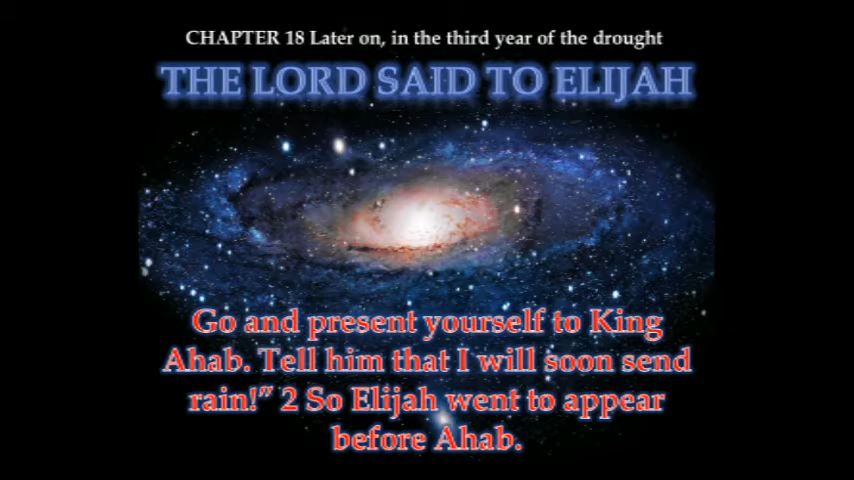 CHAPTER 18 Later on, in the third year of the drought
THE LORD SAID TO ELIJAH
Go and present yourself to King
Ahab. Tell him that I will soon send
rain!” 2 So Elijah went to appear
before Ahab.